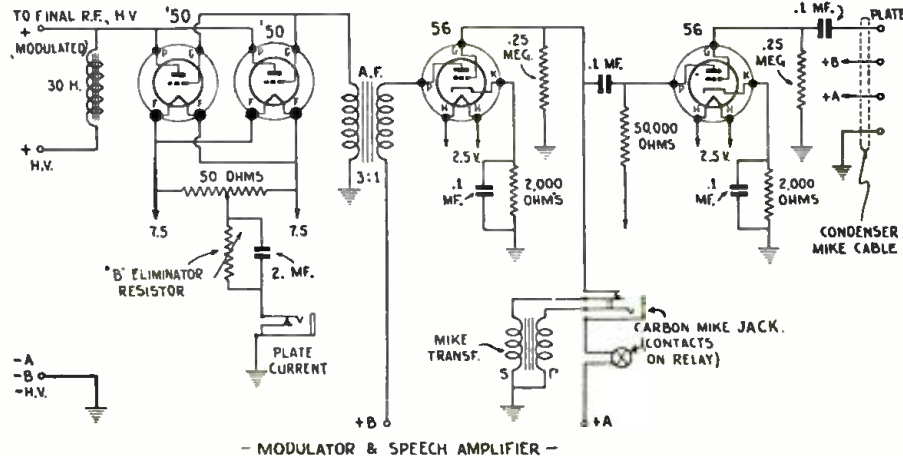 TO FINAL R.F., H.V
+
(MODULATED)
30 H.
+
H.V.
'50
'50
P
G
P
G
F
F
F
F
50 OHMS
7.5
7.5
"B" ELIMINATOR
RESISTOR
2. MF.
PLATE
CURRENT
-A
-B
-H.V.
A.F.
3:1
56
G
P
K
H
H
2.5 V.
.1
MF.
2,000
OHMS
.25
MEG.
.1 MF.
50,000
OHMS
56
G
P
K
H
H
2.5 V.
.1
MF.
2,000
OHMS
.25
MEG.
.1 MF.
PLATE
+B
+A
CONDENSER
MIKE CABLE
MIKE
TRANSF.
S
P
CARBON MIKE JACK.
(CONTACTS
ON RELAY)
+B
+A
- MODULATOR & SPEECH AMPLIFIER -